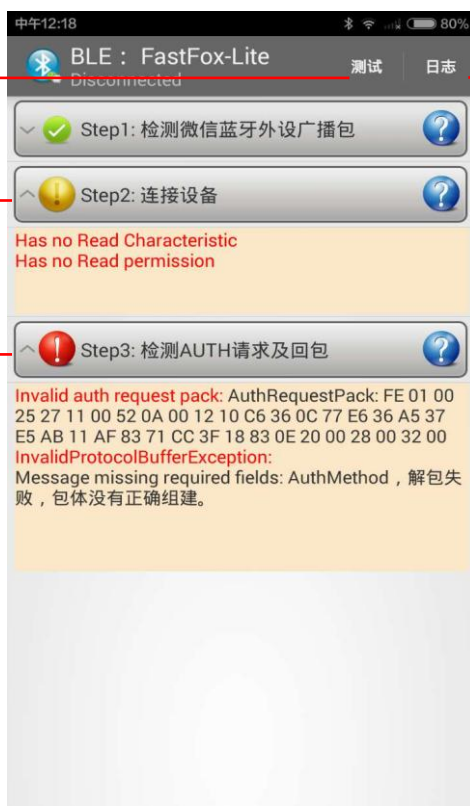 中午12:18
80%
BLE： FastFox-Lite
Disconnected
测试
日志
Step1: 检测微信蓝牙外设广播包
Step2: 连接设备
Has no Read Characteristic
Has no Read permission
Step3: 检测AUTH请求及回包
Invalid auth request pack: AuthRequestPack: FE 01 00
25 27 11 00 52 0A 00 12 10 C6 36 0C 77 E6 36 A5 37
E5 AB 11 AF 83 71 CC 3F 18 83 0E 20 00 28 00 32 00
InvalidProtocolBufferException:
Message missing required fields: AuthMethod，解包失
败，包体没有正确组建。